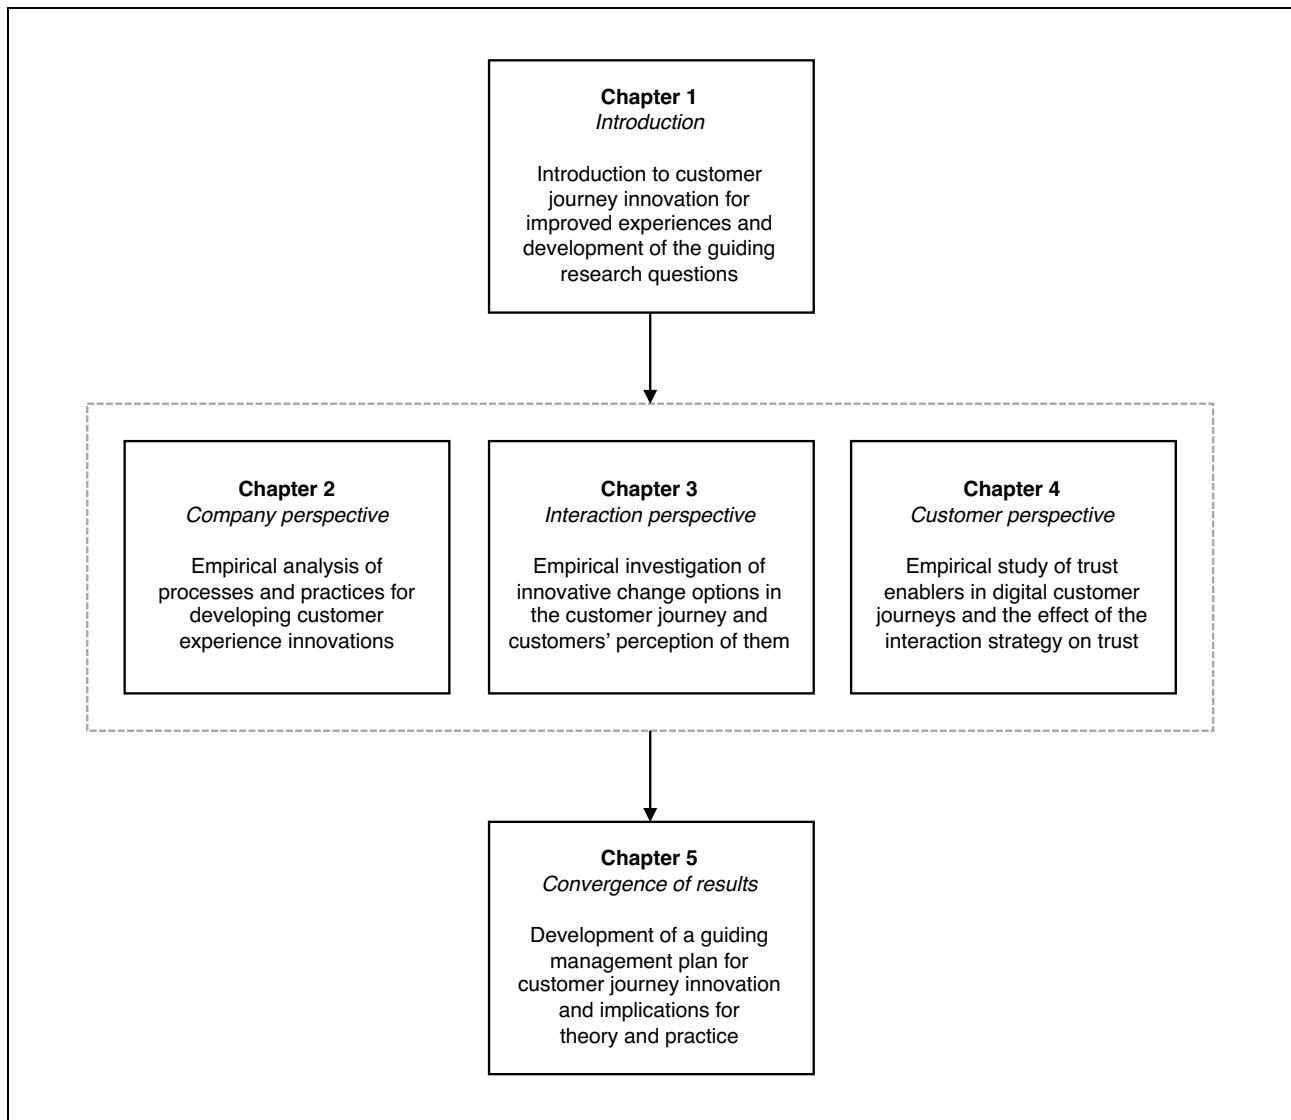 Chapter 1
Introduction
Introduction to customer
journey innovation for
improved experiences and
development of the guiding
research questions
Chapter 2
Company perspective
Empirical analysis of
processes and practices for
developing customer
experience innovations
Chapter 3
Interaction perspective
Empirical investigation of
innovative change options in
the customer journey and
customers’ perception of them
Chapter 4
Customer perspective
Empirical study of trust
enablers in digital customer
journeys and the effect of the
interaction strategy on trust
Chapter 5
Convergence of results
Development of a guiding
management plan for
customer journey innovation
and implications for
theory and practice